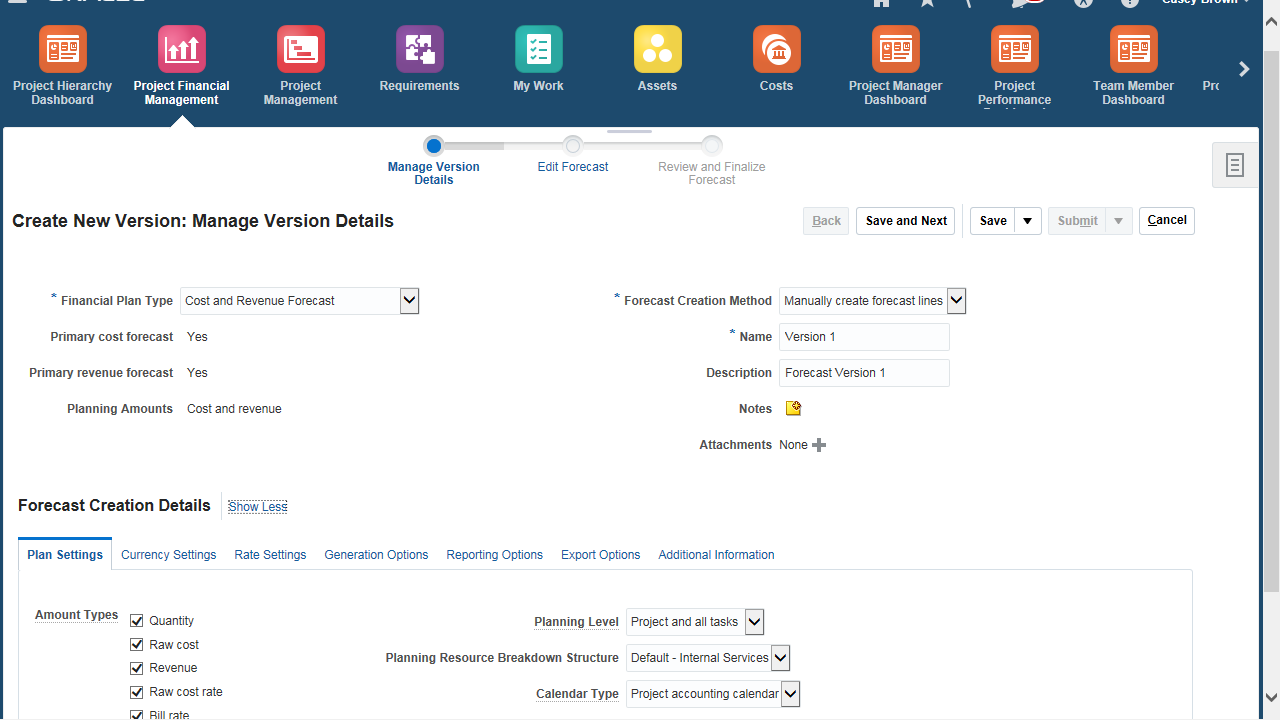 Casey Brown
Project Hierarchy
Dashboard
Project Financial
Management
Project
Management
Requirements
My Work
Assets
Costs
Project Manager
Dashboard
Project
Performance
Team Member
Dashboard
Manage Version
Details
Edit Forecast
Review and Finalize
Forecast
Create New Version: Manage Version Details
Back
Save and Next
Save
Submit
Cancel
* Financial Plan Type Cost and Revenue Forecast
Primary cost forecast Yes
Primary revenue forecast Yes
Planning Amounts Cost and revenue
* Forecast Creation Method Manually create forecast lines
* Name Version 1
Description Forecast Version 1
Notes
Attachments None
Forecast Creation Details Show Less
Plan Settings Currency Settings Rate Settings Generation Options Reporting Options Export Options Additional Information
Amount Types
Quantity
Raw cost
Revenue
Raw cost rate
Bill rate
Planning Level Project and all tasks
Planning Resource Breakdown Structure Default - Internal Services
Calendar Type Project accounting calendar